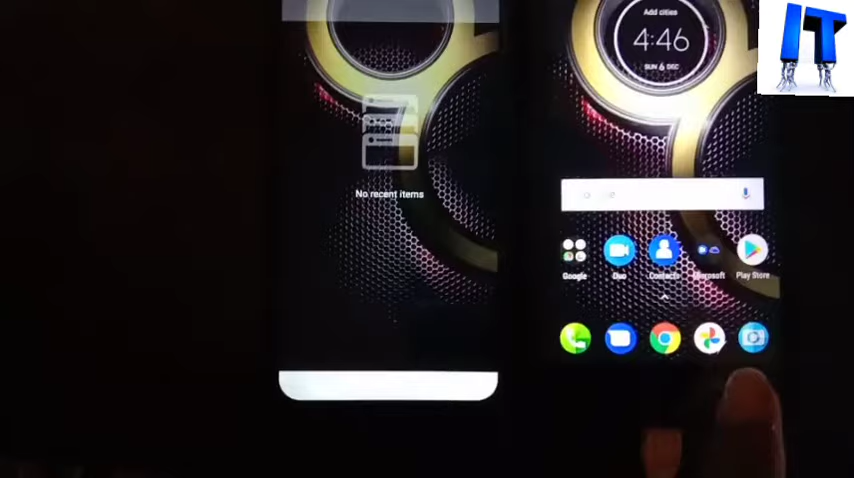 IT
Add cities
4:46
SUN 6 DEC
No recent items
Google
Duo
Contacts
Microsoft
Play Store